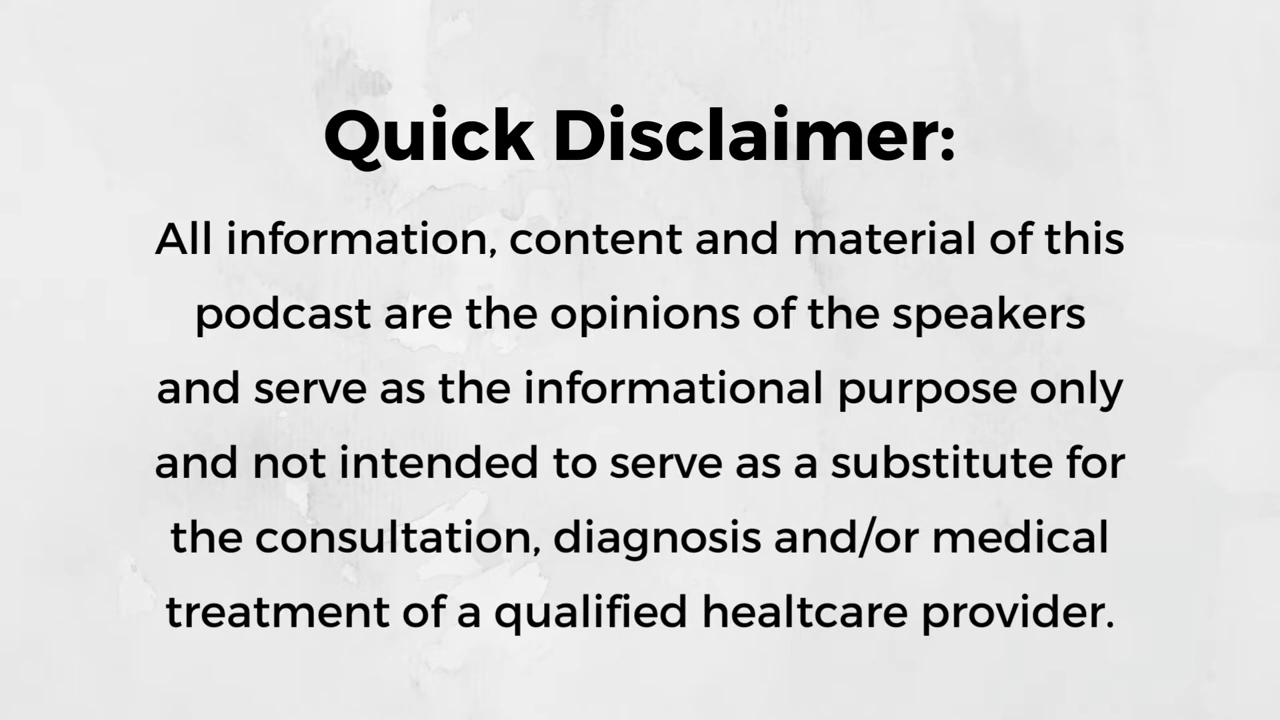 Quick Disclaimer:
All information, content and material of this
podcast are the opinions of the speakers
and serve as the informational purpose only
and not intended to serve as a substitute for
the consultation, diagnosis and/or medical
treatment of a qualified healtcare provider.